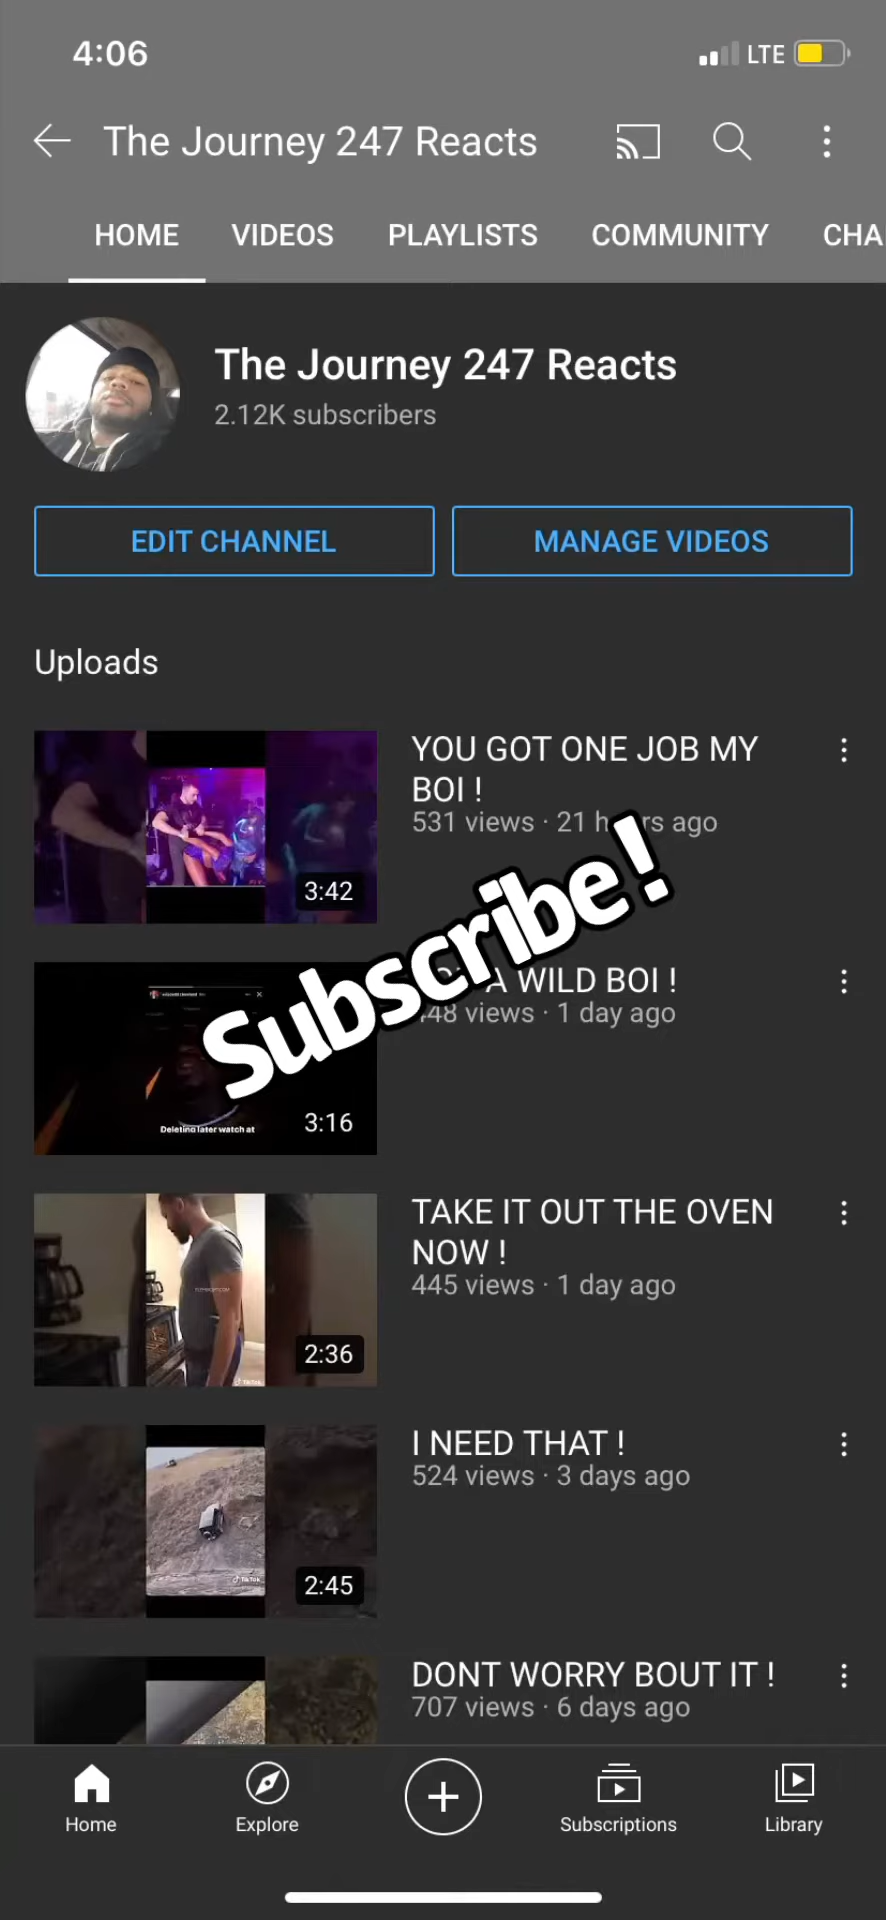 4:06
LTE
The Journey 247 Reacts
HOME VIDEOS PLAYLISTS COMMUNITY CHA
The Journey 247 Reacts
2.12K subscribers
EDIT CHANNEL MANAGE VIDEOS
Uploads
YOU GOT ONE JOB MY
BOI !
531 views · 21 hours ago
3:42
Subscribe!
A WILD BOI !
448 views · 1 day ago
Deleting later watch at
3:16
TAKE IT OUT THE OVEN
NOW !
445 views · 1 day ago
2:36
TikTok
I NEED THAT !
524 views · 3 days ago
TikTok
2:45
DONT WORRY BOUT IT !
707 views · 6 days ago
Home Explore Subscriptions Library